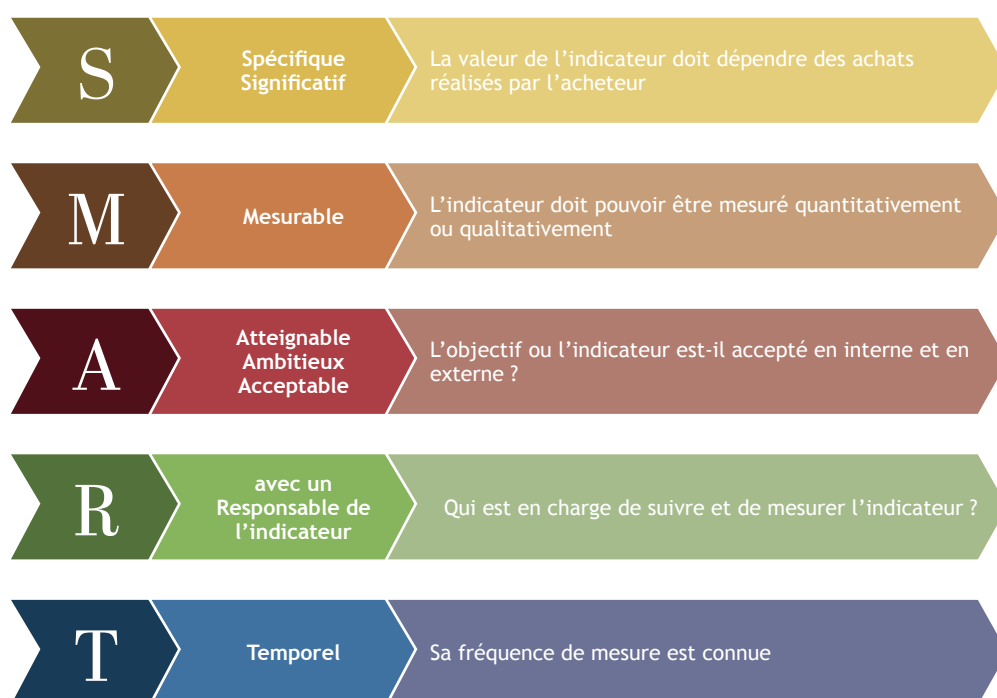 S
Spécifique
Significatif
La valeur de l’indicateur doit dépendre des achats
réalisés par l’acheteur
M
Mesurable
L’indicateur doit pouvoir être mesuré quantitativement
ou qualitativement
A
Atteignable
Ambitieux
Acceptable
L’objectif ou l’indicateur est-il accepté en interne et en
externe ?
R
avec un
Responsable de
l’indicateur
Qui est en charge de suivre et de mesurer l’indicateur ?
T
Temporel
Sa fréquence de mesure est connue